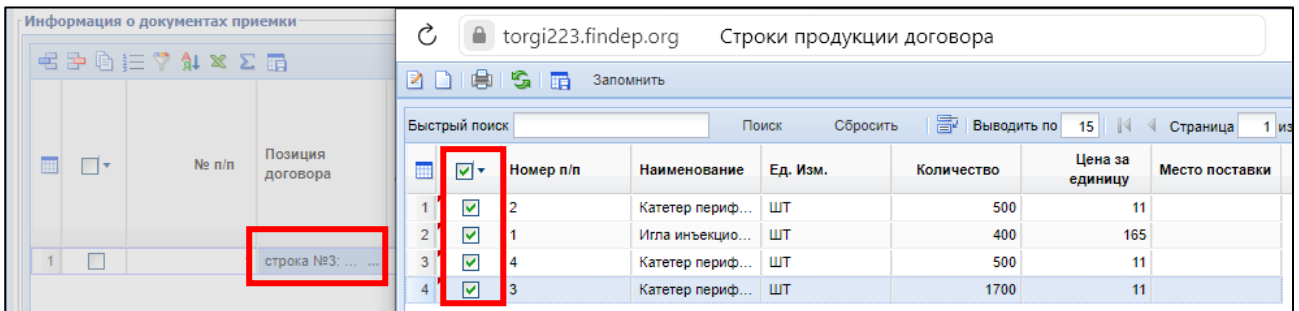 Информация о документах приемки
№ п/п
Позиция
договора
1 строка №3: ... ...
torgi223.findep.org Строки продукции договора
Запомнить
Быстрый поиск Поиск Сбросить Выводить по 15 Страница 1 из
Номер п/п Наименование Ед. Изм. Количество Цена за единицу Место поставки
1 2 Катетер периф... ШТ 500 11
2 1 Игла инъекцио... ШТ 400 165
3 4 Катетер периф... ШТ 500 11
4 3 Катетер периф... ШТ 1700 11